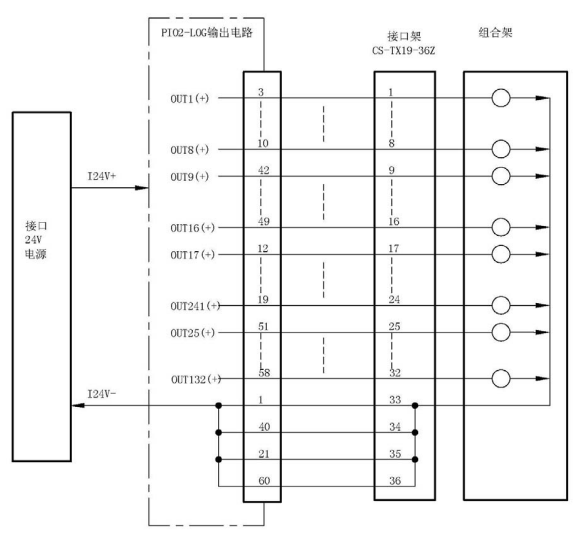 PIO2-LOG输出电路
接口架
CS-TX19-36Z
组合架
OUT1(+) 3 1
OUT8(+) 10 8
OUT9(+) 42 9
I24V+
OUT16(+) 49 16
接口
24V
电源
OUT17(+) 12 17
OUT241(+) 19 24
OUT25(+) 51 25
OUT132(+) 58 32
I24V- 1 33
40 34
21 35
60 36